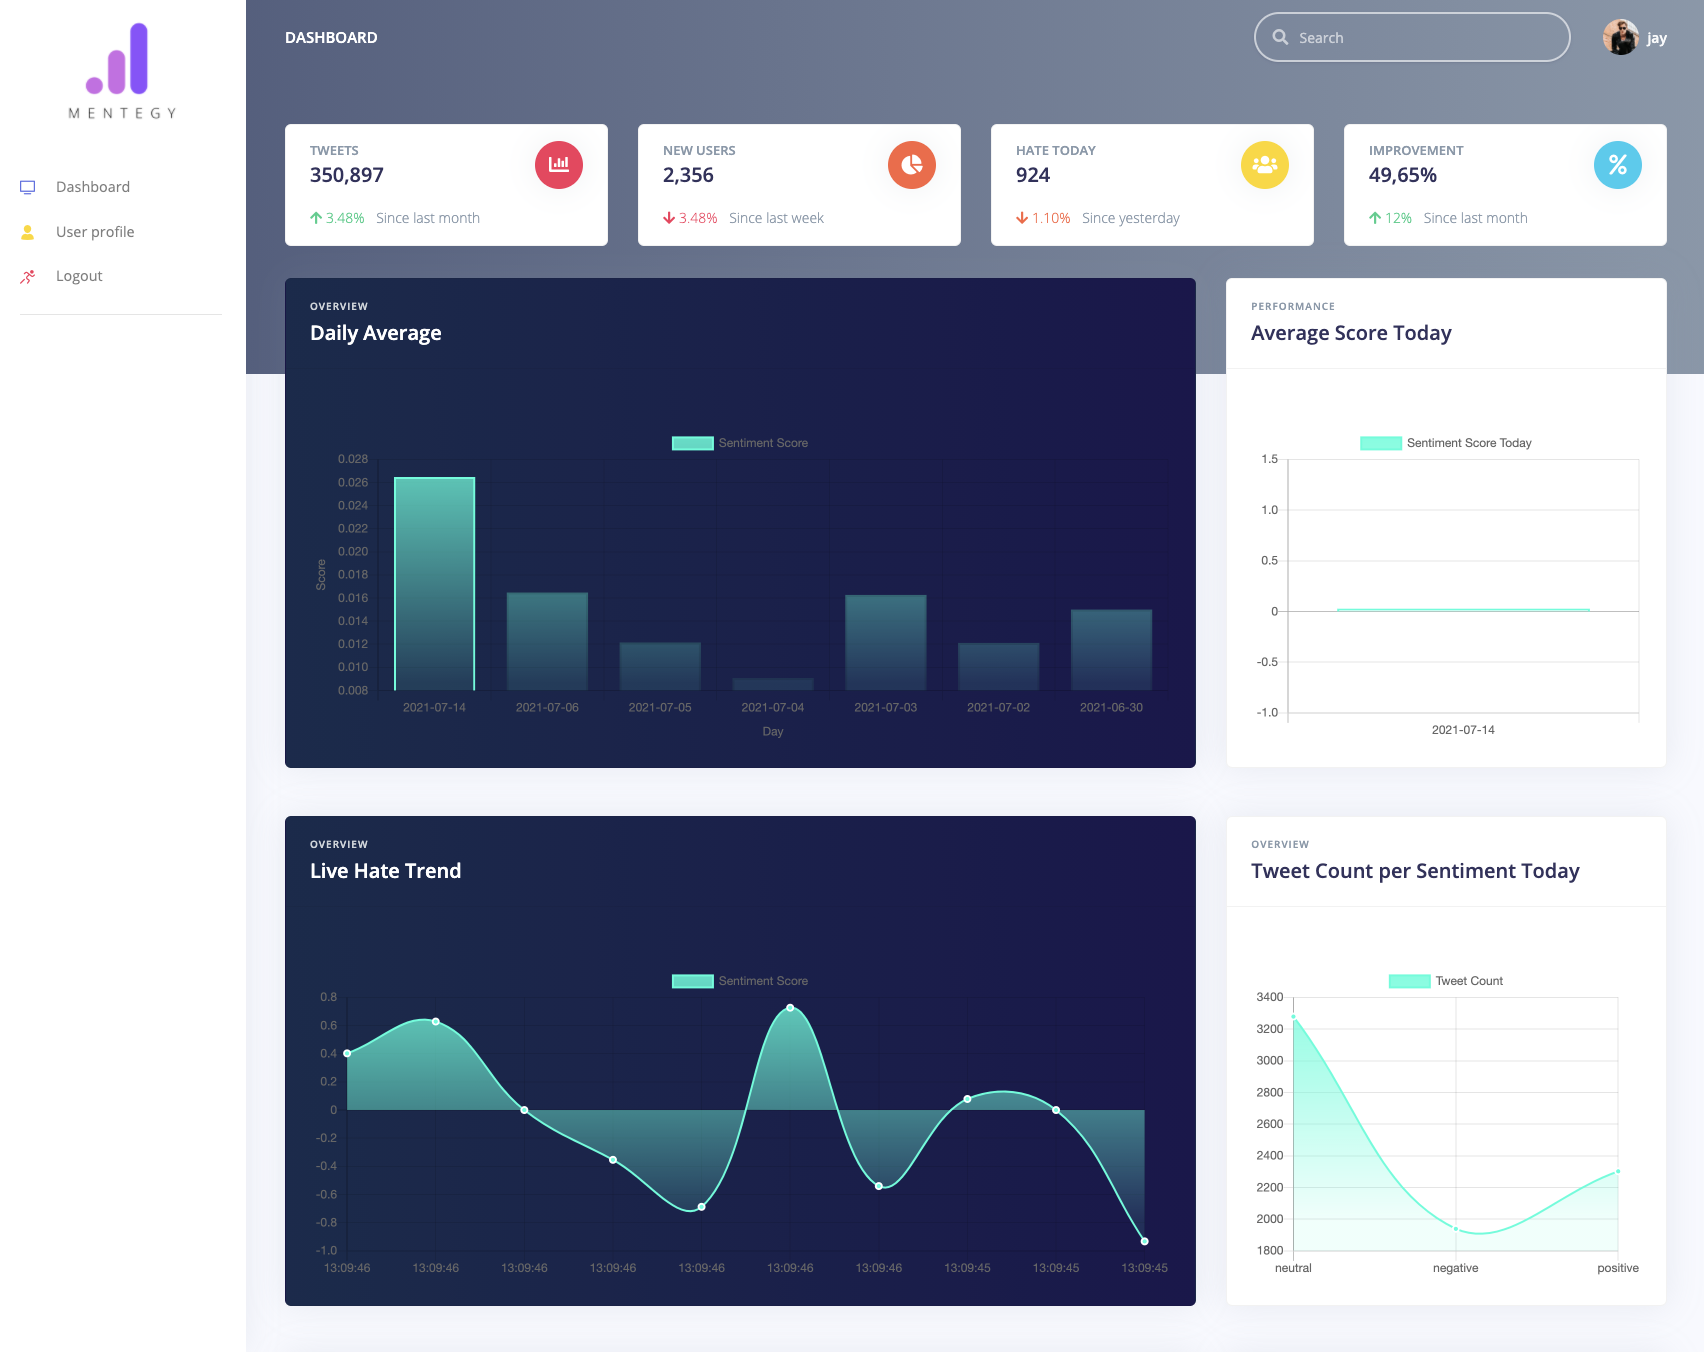 MENTEGY
Dashboard
User profile
Logout
DASHBOARD
Search
jay
TWEETS
350,897
3.48% Since last month
NEW USERS
2,356
3.48% Since last week
HATE TODAY
924
1.10% Since yesterday
IMPROVEMENT
49,65%
12% Since last month
OVERVIEW
Daily Average
Sentiment Score
0.028
0.026
0.024
0.022
0.020
0.018
0.016
0.014
0.012
0.010
0.008
Score
2021-07-14 2021-07-06 2021-07-05 2021-07-04 2021-07-03 2021-07-02 2021-06-30
Day
PERFORMANCE
Average Score Today
Sentiment Score Today
1.5
1.0
0.5
0
-0.5
-1.0
2021-07-14
OVERVIEW
Live Hate Trend
Sentiment Score
0.8
0.6
0.4
0.2
0
-0.2
-0.4
-0.6
-0.8
-1.0
13:09:46 13:09:46 13:09:46 13:09:46 13:09:46 13:09:46 13:09:46 13:09:45 13:09:45 13:09:45
OVERVIEW
Tweet Count per Sentiment Today
Tweet Count
3400
3200
3000
2800
2600
2400
2200
2000
1800
neutral negative positive